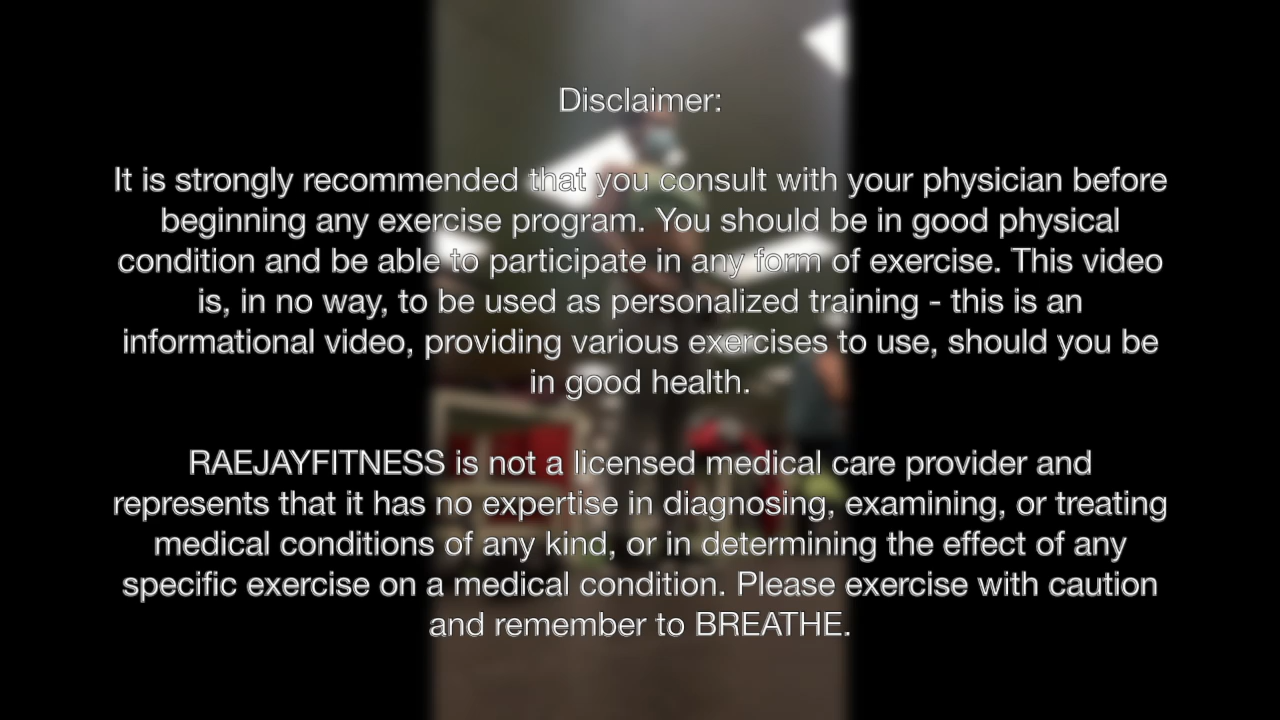 Disclaimer:
It is strongly recommended that you consult with your physician before
beginning any exercise program. You should be in good physical
condition and be able to participate in any form of exercise. This video
is, in no way, to be used as personalized training - this is an
informational video, providing various exercises to use, should you be
in good health.
RAEJAYFITNESS is not a licensed medical care provider and
represents that it has no expertise in diagnosing, examining, or treating
medical conditions of any kind, or in determining the effect of any
specific exercise on a medical condition. Please exercise with caution
and remember to BREATHE.